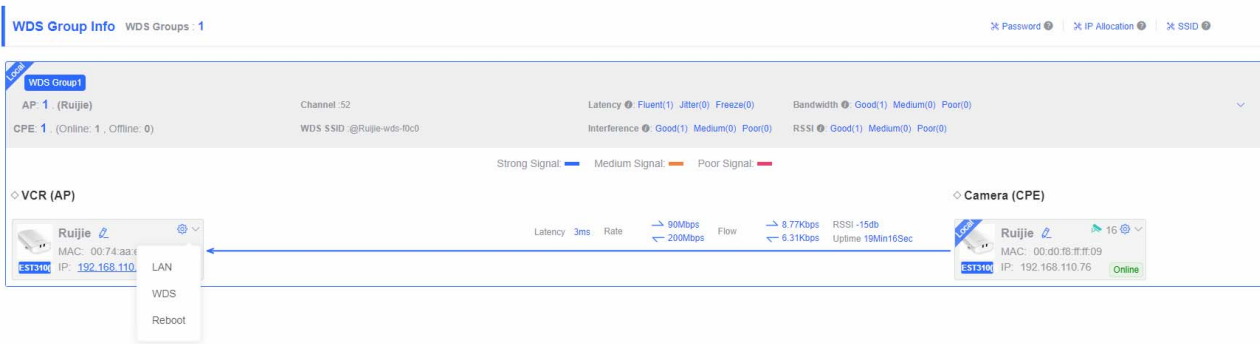 WDS Group Info WDS Groups : 1
Password IP Allocation SSID
Local
WDS Group1
AP: 1 . (Ruijie) Channel :52 Latency : Fluent(1) Jitter(0) Freeze(0) Bandwidth : Good(1) Medium(0) Poor(0)
CPE: 1 . (Online: 1 , Offline: 0) WDS SSID :@Ruijie-wds-f0c0 Interference : Good(1) Medium(0) Poor(0) RSSI : Good(1) Medium(0) Poor(0)
Strong Signal: Medium Signal: Poor Signal:
VCR (AP) Camera (CPE)
Ruijie
MAC: 00:74:aa:
EST310 IP: 192.168.110.
LAN
WDS
Reboot
Latency 3ms Rate 90Mbps 200Mbps Flow 8.77Kbps 6.31Kbps RSSI -15db Uptime 19Min16Sec
Local
Ruijie 16
MAC: 00:d0:f8:ff:ff:09
EST310 IP: 192.168.110.76 Online